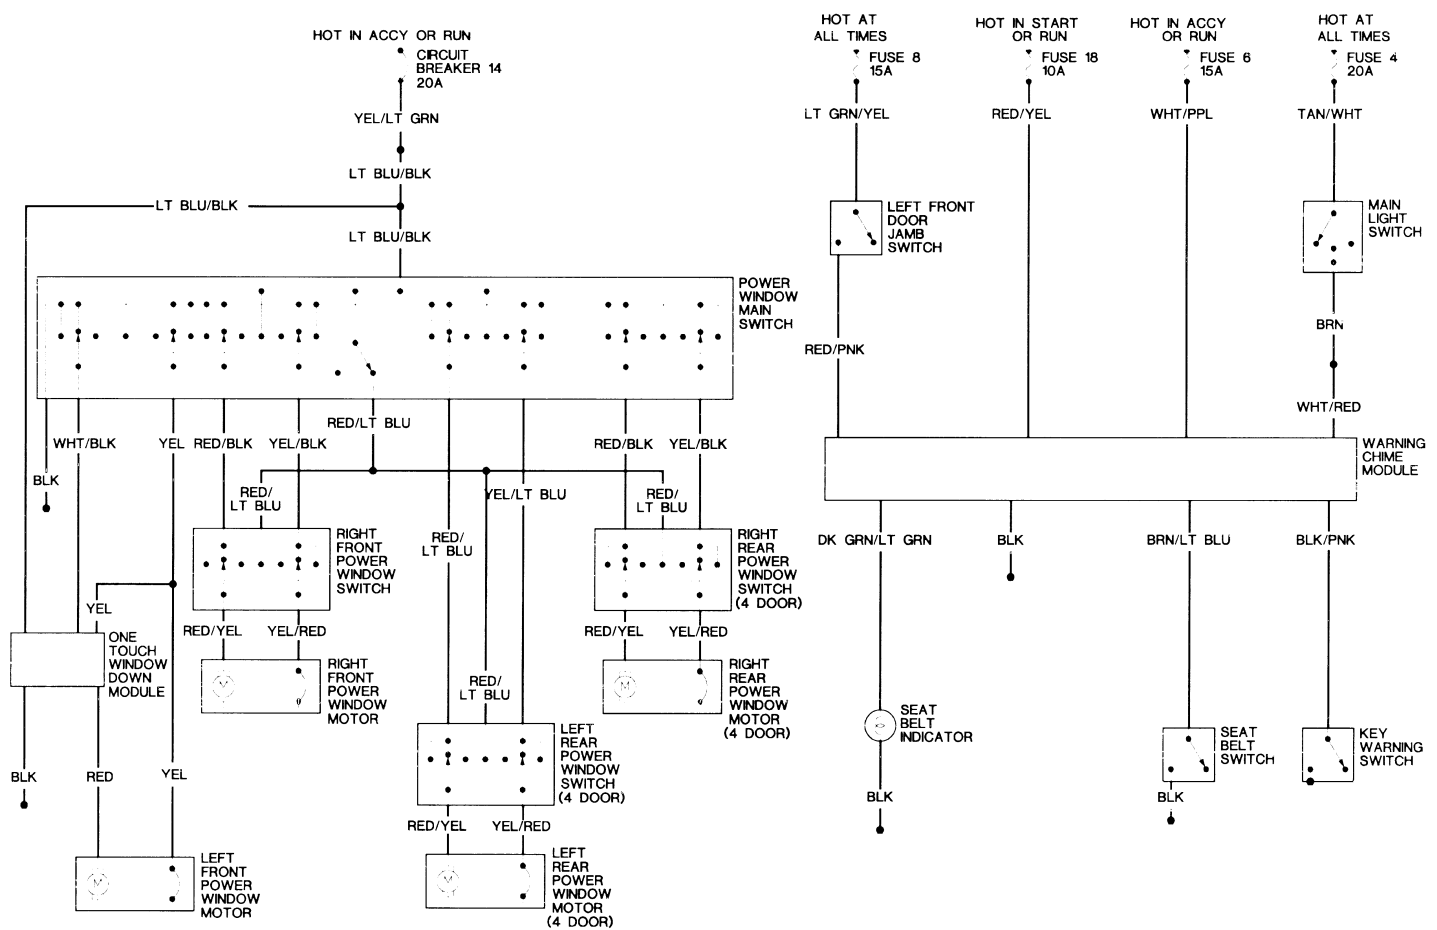 HOT IN ACCY OR RUN
CIRCUIT
BREAKER 14
20A
YEL/LT GRN
LT BLU/BLK
LT BLU/BLK
LT BLU/BLK
POWER
WINDOW
MAIN
SWITCH
RED/LT BLU
WHT/BLK
YEL
RED/BLK
YEL/BLK
RED/BLK
YEL/BLK
BLK
RED/
LT BLU
YEL/LT BLU
RED/
LT BLU
RED/
LT BLU
RIGHT
FRONT
POWER
WINDOW
SWITCH
RIGHT
REAR
POWER
WINDOW
SWITCH
(4 DOOR)
YEL
RED/YEL
YEL/RED
RED/YEL
YEL/RED
ONE
TOUCH
WINDOW
DOWN
MODULE
M
RIGHT
FRONT
POWER
WINDOW
MOTOR
RED/
LT BLU
M
RIGHT
REAR
POWER
WINDOW
MOTOR
(4 DOOR)
LEFT
REAR
POWER
WINDOW
SWITCH
(4 DOOR)
BLK
RED
YEL
RED/YEL
YEL/RED
M
LEFT
FRONT
POWER
WINDOW
MOTOR
M
LEFT
REAR
POWER
WINDOW
MOTOR
(4 DOOR)
HOT AT
ALL TIMES
FUSE 8
15A
HOT IN START
OR RUN
FUSE 18
10A
HOT IN ACCY
OR RUN
FUSE 6
15A
HOT AT
ALL TIMES
FUSE 4
20A
LT GRN/YEL
RED/YEL
WHT/PPL
TAN/WHT
LEFT FRONT
DOOR
JAMB
SWITCH
MAIN
LIGHT
SWITCH
BRN
RED/PNK
WHT/RED
WARNING
CHIME
MODULE
DK GRN/LT GRN
BLK
BRN/LT BLU
BLK/PNK
SEAT
BELT
INDICATOR
SEAT
BELT
SWITCH
KEY
WARNING
SWITCH
BLK
BLK